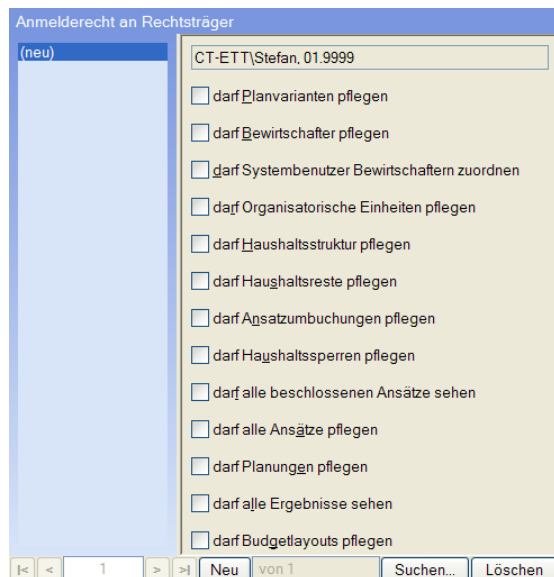 Anmelderecht an Rechtsträger
(neu)
CT-ETT\Stefan, 01.9999
darf Planvarianten pflegen
darf Bewirtschafter pflegen
darf Systembenutzer Bewirtschaftern zuordnen
darf Organisatorische Einheiten pflegen
darf Haushaltsstruktur pflegen
darf Haushaltsreste pflegen
darf Ansatzumbuchungen pflegen
darf Haushaltssperren pflegen
darf alle beschlossenen Ansätze sehen
darf alle Ansätze pflegen
darf Planungen pflegen
darf alle Ergebnisse sehen
darf Budgetlayouts pflegen
|< < 1 > >| Neu von 1 Suchen... Löschen